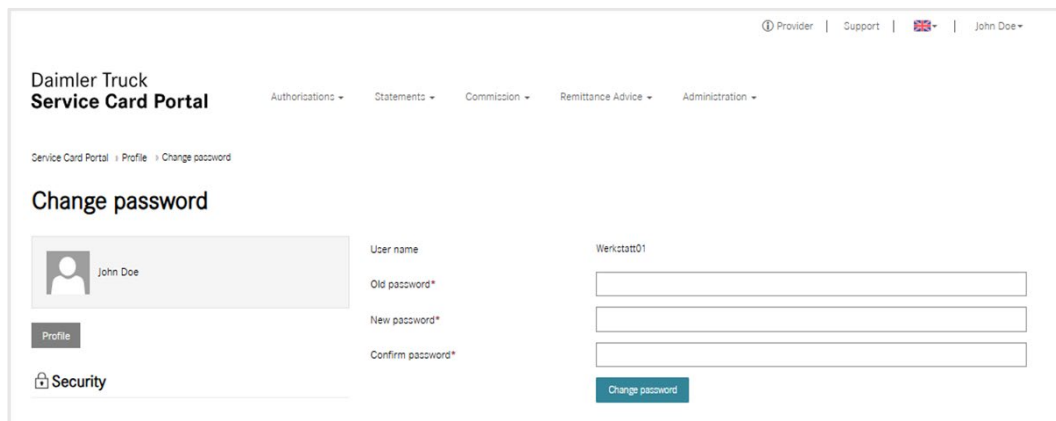 Provider | Support | John Doe
Daimler Truck
Service Card Portal
Authorisations Statements Commission Remittance Advice Administration
Service Card Portal › Profile › Change password
Change password
John Doe
Profile
Security
User name Werkstatt01
Old password*
New password*
Confirm password*
Change password